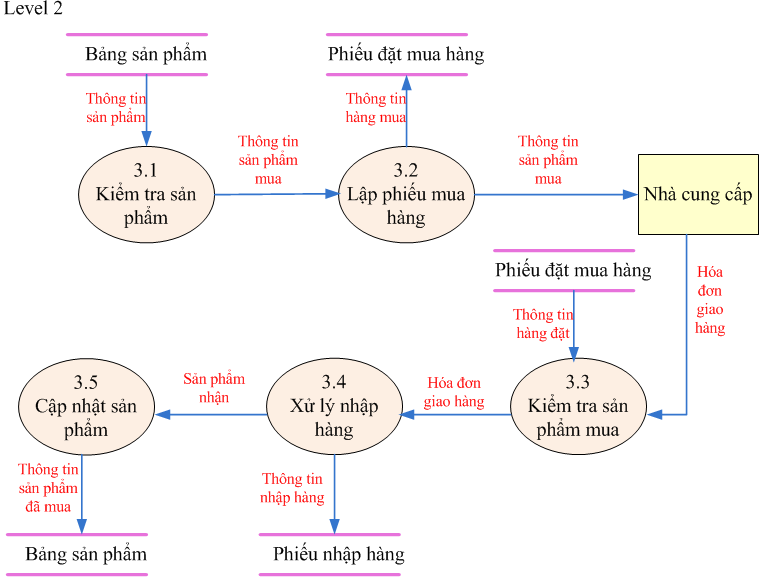 Level 2
Bảng sản phẩm
Phiếu đặt mua hàng
Thông tin
sản phẩm
Thông tin
hàng mua
3.1
Kiểm tra sản
phẩm
Thông tin
sản phẩm
mua
3.2
Lập phiếu mua
hàng
Thông tin
sản phẩm
mua
Nhà cung cấp
Phiếu đặt mua hàng
Hóa
đơn
giao
hàng
Thông tin
hàng đặt
3.3
Kiểm tra sản
phẩm mua
Hóa đơn
giao hàng
3.4
Xử lý nhập
hàng
Sản phẩm
nhận
3.5
Cập nhật sản
phẩm
Thông tin
sản phẩm
đã mua
Thông tin
nhập hàng
Bảng sản phẩm
Phiếu nhập hàng